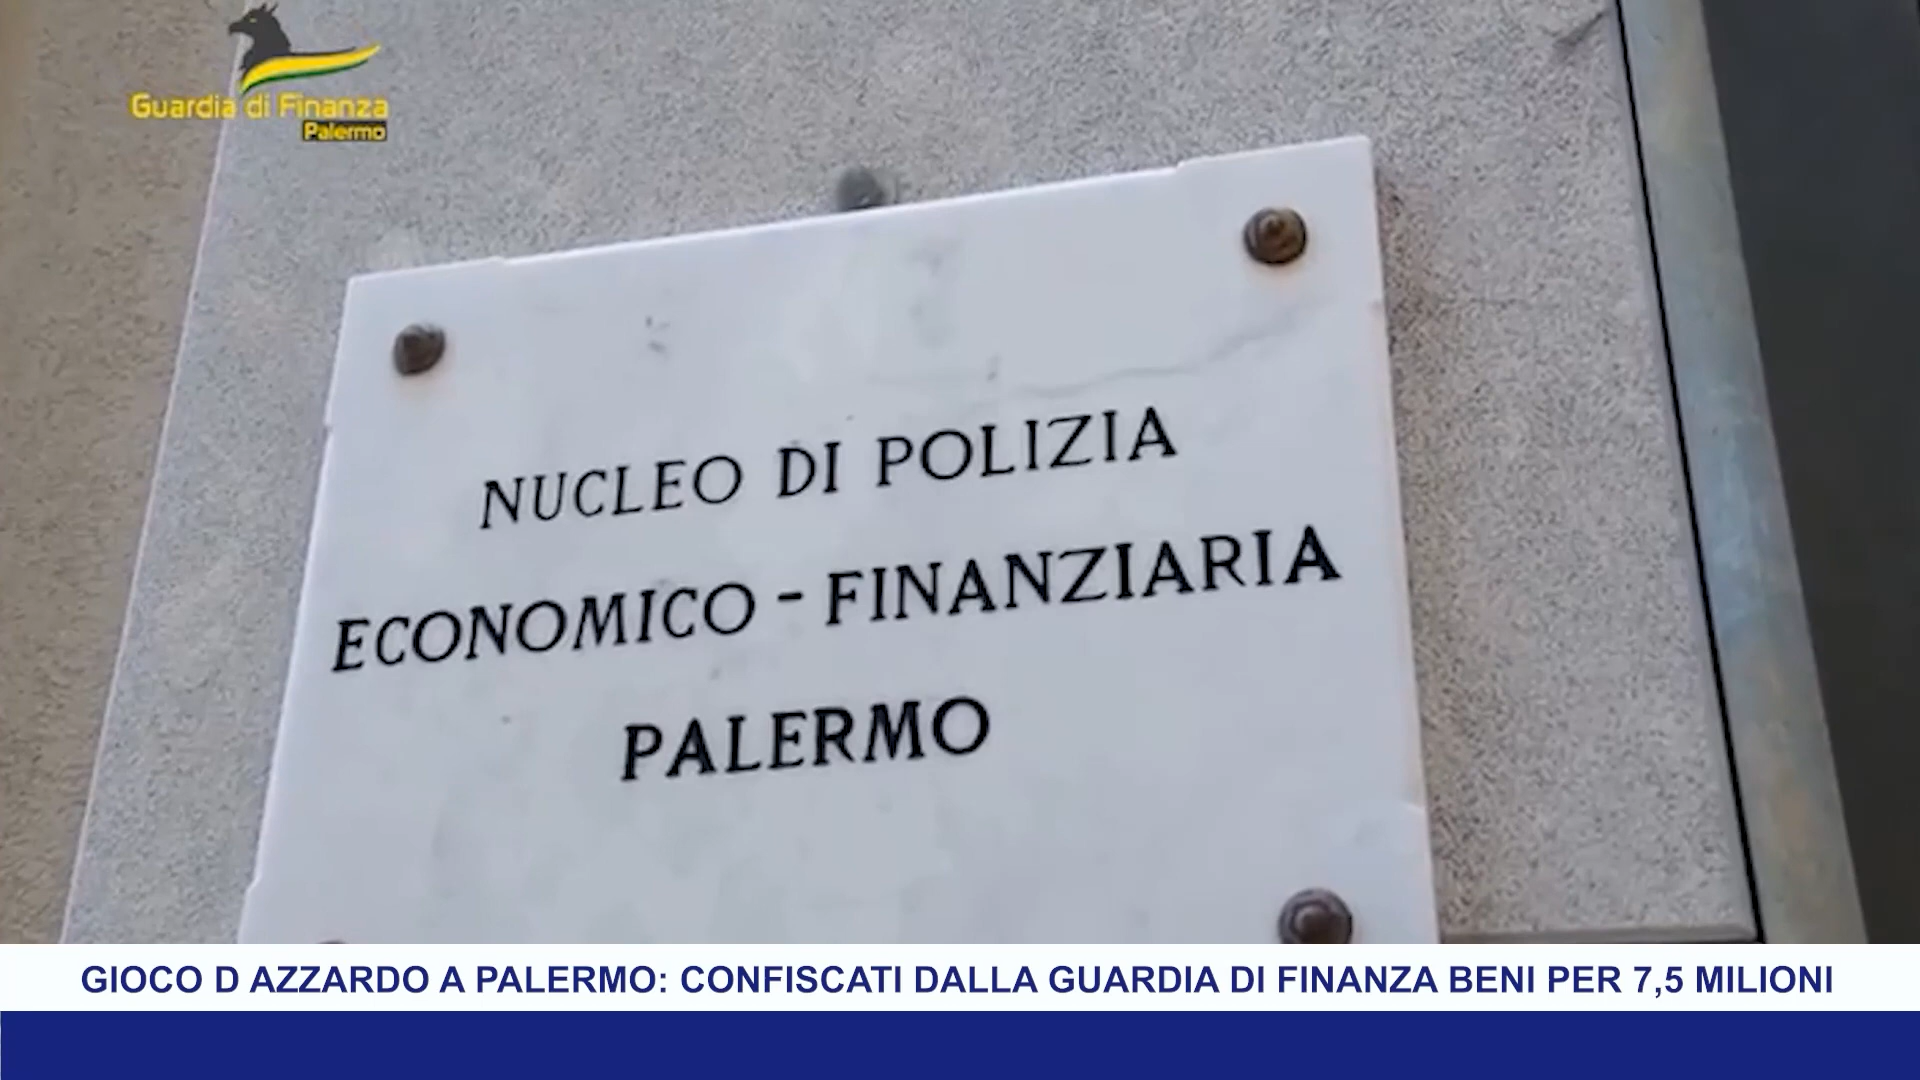 Guardia di Finanza
Palermo
NUCLEO DI POLIZIA
ECONOMICO - FINANZIARIA
PALERMO
GIOCO D AZZARDO A PALERMO: CONFISCATI DALLA GUARDIA DI FINANZA BENI PER 7,5 MILIONI